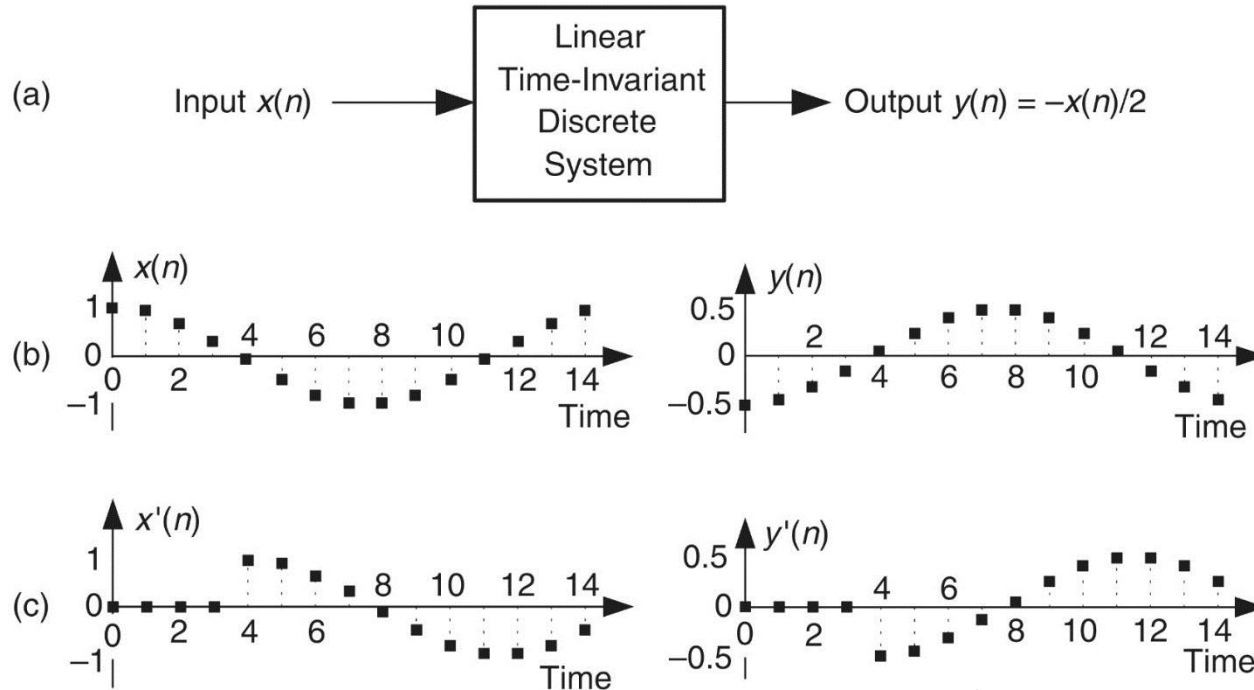 (a)
Input x(n)
Linear
Time-Invariant
Discrete
System
Output y(n) = –x(n)/2
(b)
x(n)
1
0
–1
0 2 4 6 8 10 12 14
Time
y(n)
0.5
0
–0.5
2 4 6 8 10 12 14
Time
(c)
x'(n)
1
0
–1
0 2 4 6 8 10 12 14
Time
y'(n)
0.5
0
–0.5
0 2 4 6 8 10 12 14
Time